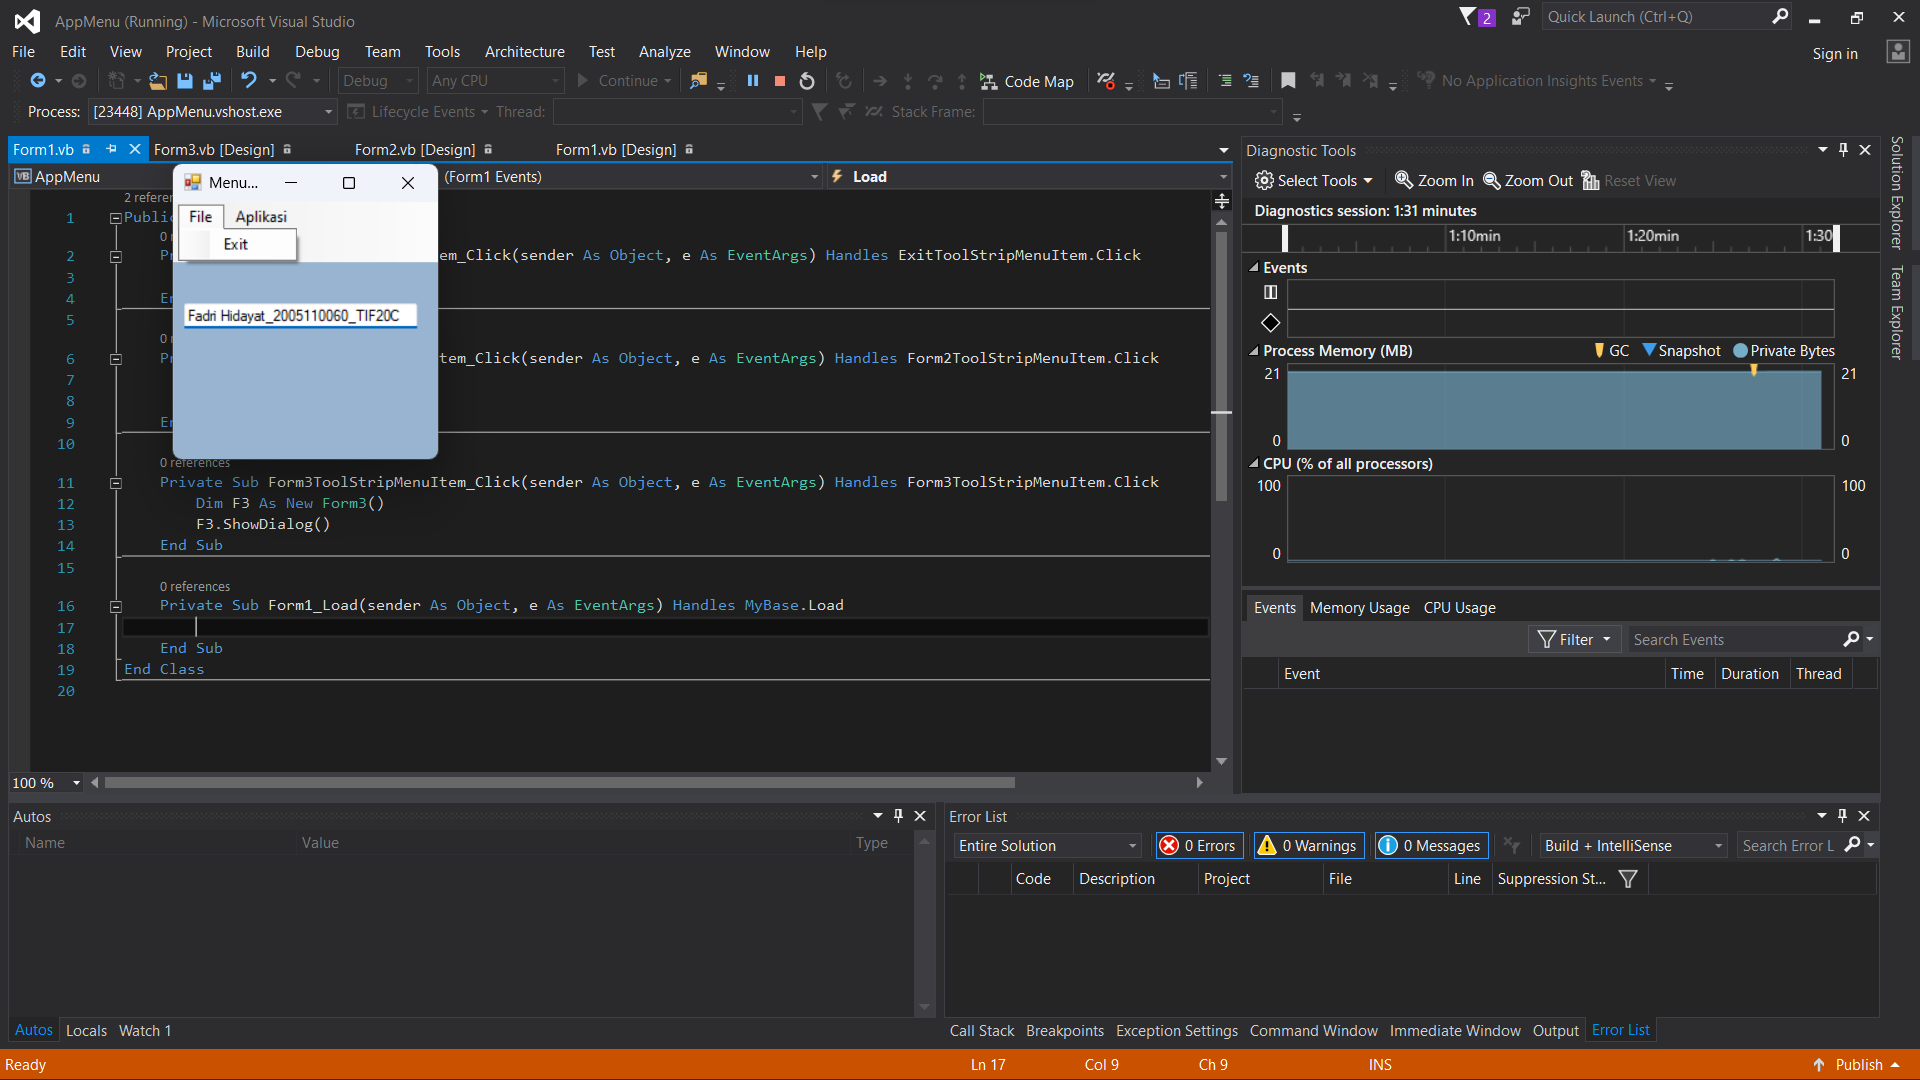 AppMenu (Running) - Microsoft Visual Studio
2
Quick Launch (Ctrl+Q)
File Edit View Project Build Debug Team Tools Architecture Test Analyze Window Help
Sign in
Debug Any CPU Continue Code Map No Application Insights Events
Process: [23448] AppMenu.vshost.exe Lifecycle Events Thread: Stack Frame:
Form1.vb Form3.vb [Design] Form2.vb [Design] Form1.vb [Design]
VB AppMenu (Form1 Events) Load
Menu...
File Aplikasi
Exit
Fadri Hidayat_2005110060_TIF20C
2 refere
1 Public
0
2 Pr em_Click(sender As Object, e As EventArgs) Handles ExitToolStripMenuItem.Click
3
4 E
5
0
6 Pr tem_Click(sender As Object, e As EventArgs) Handles Form2ToolStripMenuItem.Click
7
8
9 E
10
0 references
11 Private Sub Form3ToolStripMenuItem_Click(sender As Object, e As EventArgs) Handles Form3ToolStripMenuItem.Click
12 Dim F3 As New Form3()
13 F3.ShowDialog()
14 End Sub
15
0 references
16 Private Sub Form1_Load(sender As Object, e As EventArgs) Handles MyBase.Load
17
18 End Sub
19 End Class
20
100 %
Diagnostic Tools
Select Tools Zoom In Zoom Out Reset View
Diagnostics session: 1:31 minutes
1:10min 1:20min 1:30
Events
Process Memory (MB) GC Snapshot Private Bytes
21 21
0 0
CPU (% of all processors)
100 100
0 0
Events Memory Usage CPU Usage
Filter Search Events
Event Time Duration Thread
Solution Explorer
Team Explorer
Autos
Name Value Type
Autos Locals Watch 1
Error List
Entire Solution 0 Errors 0 Warnings 0 Messages Build + IntelliSense Search Error L
Code Description Project File Line Suppression St...
Call Stack Breakpoints Exception Settings Command Window Immediate Window Output Error List
Ready Ln 17 Col 9 Ch 9 INS Publish